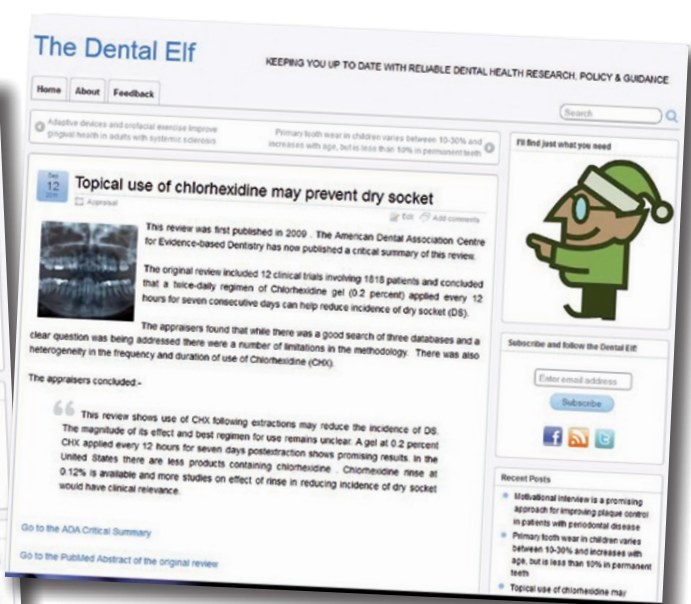 The Dental Elf
KEEPING YOU UP TO DATE WITH RELIABLE DENTAL HEALTH RESEARCH, POLICY & GUIDANCE
Home About Feedback
Search
Adaptive devices and orofacial exercise improve
gingival health in adults with systemic sclerosis
Primary tooth wear in children varies between 10-30% and
increases with age, but is less than 10% in permanent teeth
Sep
12
Topical use of chlorhexidine may prevent dry socket
Appraisal
Edit Add comments
This review was first published in 2009 . The American Dental Association Centre
for Evidence-based Dentistry has now published a critical summary of this review.
The original review included 12 clinical trials involving 1818 patients and concluded
that a twice-daily regimen of Chlorhexidine gel (0.2 percent) applied every 12
hours for seven consecutive days can help reduce incidence of dry socket (DS).
The appraisers found that while there was a good search of three databases and a
clear question was being addressed there were a number of limitations in the methodology. There was also
heterogeneity in the frequency and duration of use of Chlorhexidine (CHX).
The appraisers concluded:-
This review shows use of CHX following extractions may reduce the incidence of DS.
The magnitude of its effect and best regimen for use remains unclear. A gel at 0.2 percent
CHX applied every 12 hours for seven days postextraction shows promising results. In the
United States there are less products containing chlorhexidine . Chlorhexidine rinse at
0.12% is available and more studies on effect of rinse in reducing incidence of dry socket
would have clinical relevance.
Go to the ADA Critical Summary
Go to the PubMed Abstract of the original review
I'll find just what you need
Subscribe and follow the Dental Elf!
Enter email address
Subscribe
Recent Posts
Motivational interview is a promising
approach for improving plaque control
in patients with periodontal disease
Primary tooth wear in children varies
between 10-30% and increases with
age, but is less than 10% in permanent
teeth
Topical use of chlorhexidine may